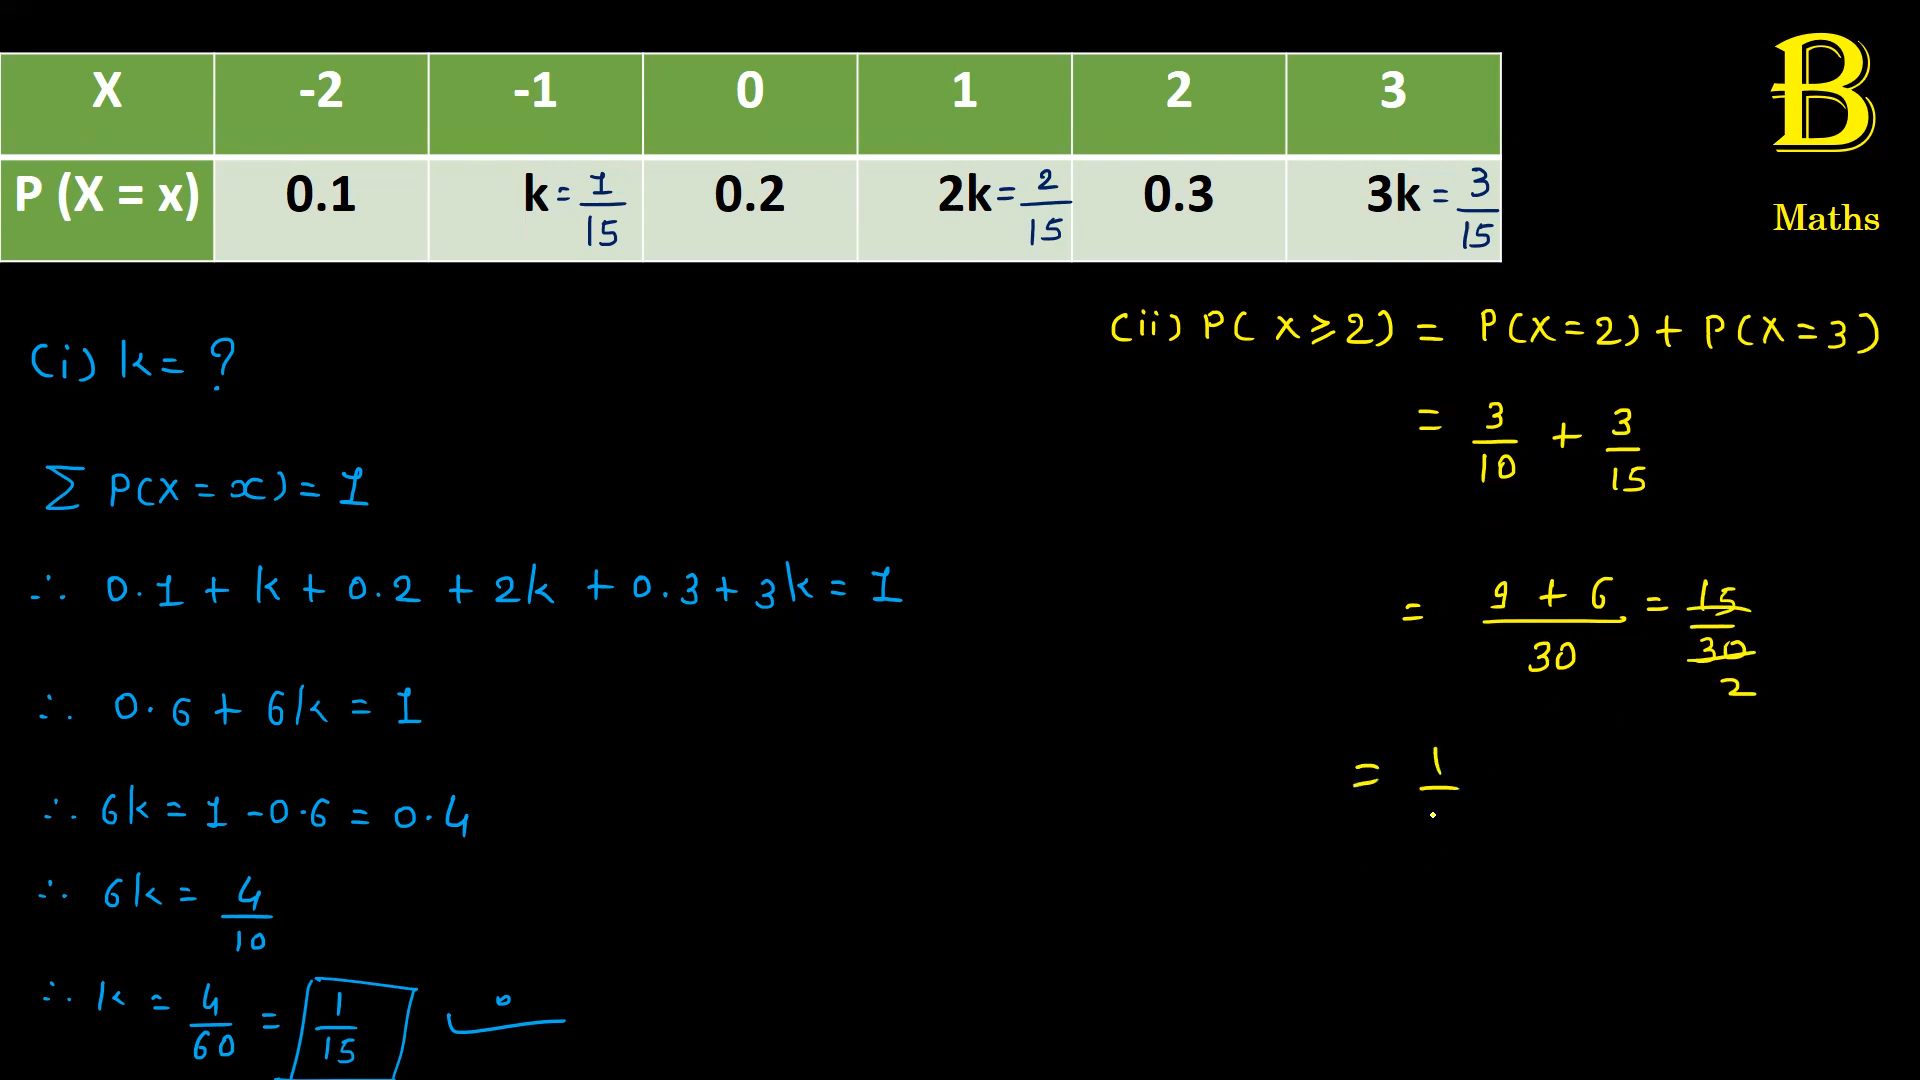 X -2 -1 0 1 2 3
P (X = x) 0.1 k = 1/15 0.2 2k = 2/15 0.3 3k = 3/15
B
Maths
(i) k = ?
∑ P(X = x) = 1
∴ 0.1 + k + 0.2 + 2k + 0.3 + 3k = 1
∴ 0.6 + 6k = 1
∴ 6k = 1 - 0.6 = 0.4
∴ 6k = 4/10
∴ k = 4/60 = 1/15
(ii) P( X ≥ 2) = P(X = 2) + P(X = 3)
= 3/10 + 3/15
= 9 + 6/30 = 15/30 2
= 1